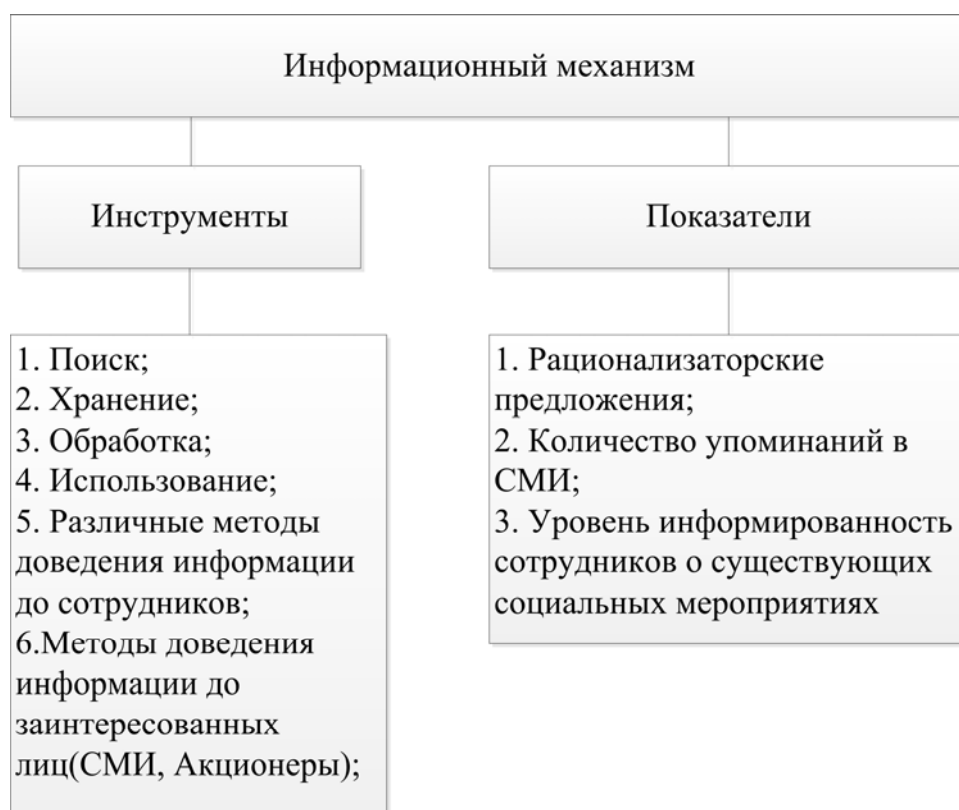 Информационный механизм
Инструменты
Показатели
1. Поиск;
2. Хранение;
3. Обработка;
4. Использование;
5. Различные методы
доведения информации
до сотрудников;
6.Методы доведения
информации до
заинтересованных
лиц(СМИ, Акционеры);
1. Рационализаторские
предложения;
2. Количество упоминаний в
СМИ;
3. Уровень информированность
сотрудников о существующих
социальных мероприятиях